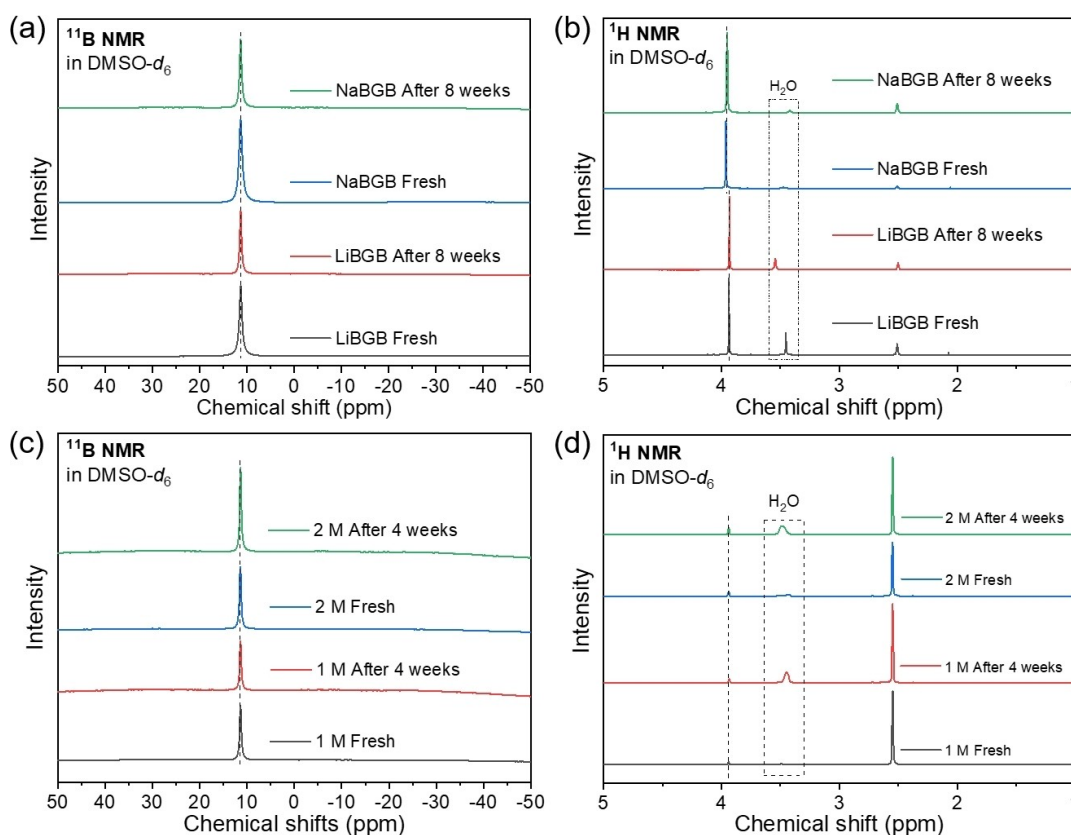 (a)
¹¹B NMR
in DMSO-d₆
NaBGB After 8 weeks
NaBGB Fresh
LiBGB After 8 weeks
LiBGB Fresh
Intensity
50 40 30 20 10 0 -10 -20 -30 -40 -50
Chemical shift (ppm)
(b)
¹H NMR
in DMSO-d₆
H₂O
NaBGB After 8 weeks
NaBGB Fresh
LiBGB After 8 weeks
LiBGB Fresh
Intensity
5 4 3 2
Chemical shift (ppm)
(c)
¹¹B NMR
in DMSO-d₆
2 M After 4 weeks
2 M Fresh
1 M After 4 weeks
1 M Fresh
Intensity
50 40 30 20 10 0 -10 -20 -30 -40 -50
Chemical shifts (ppm)
(d)
¹H NMR
in DMSO-d₆
H₂O
2 M After 4 weeks
2 M Fresh
1 M After 4 weeks
1 M Fresh
Intensity
5 4 3 2
Chemical shift (ppm)